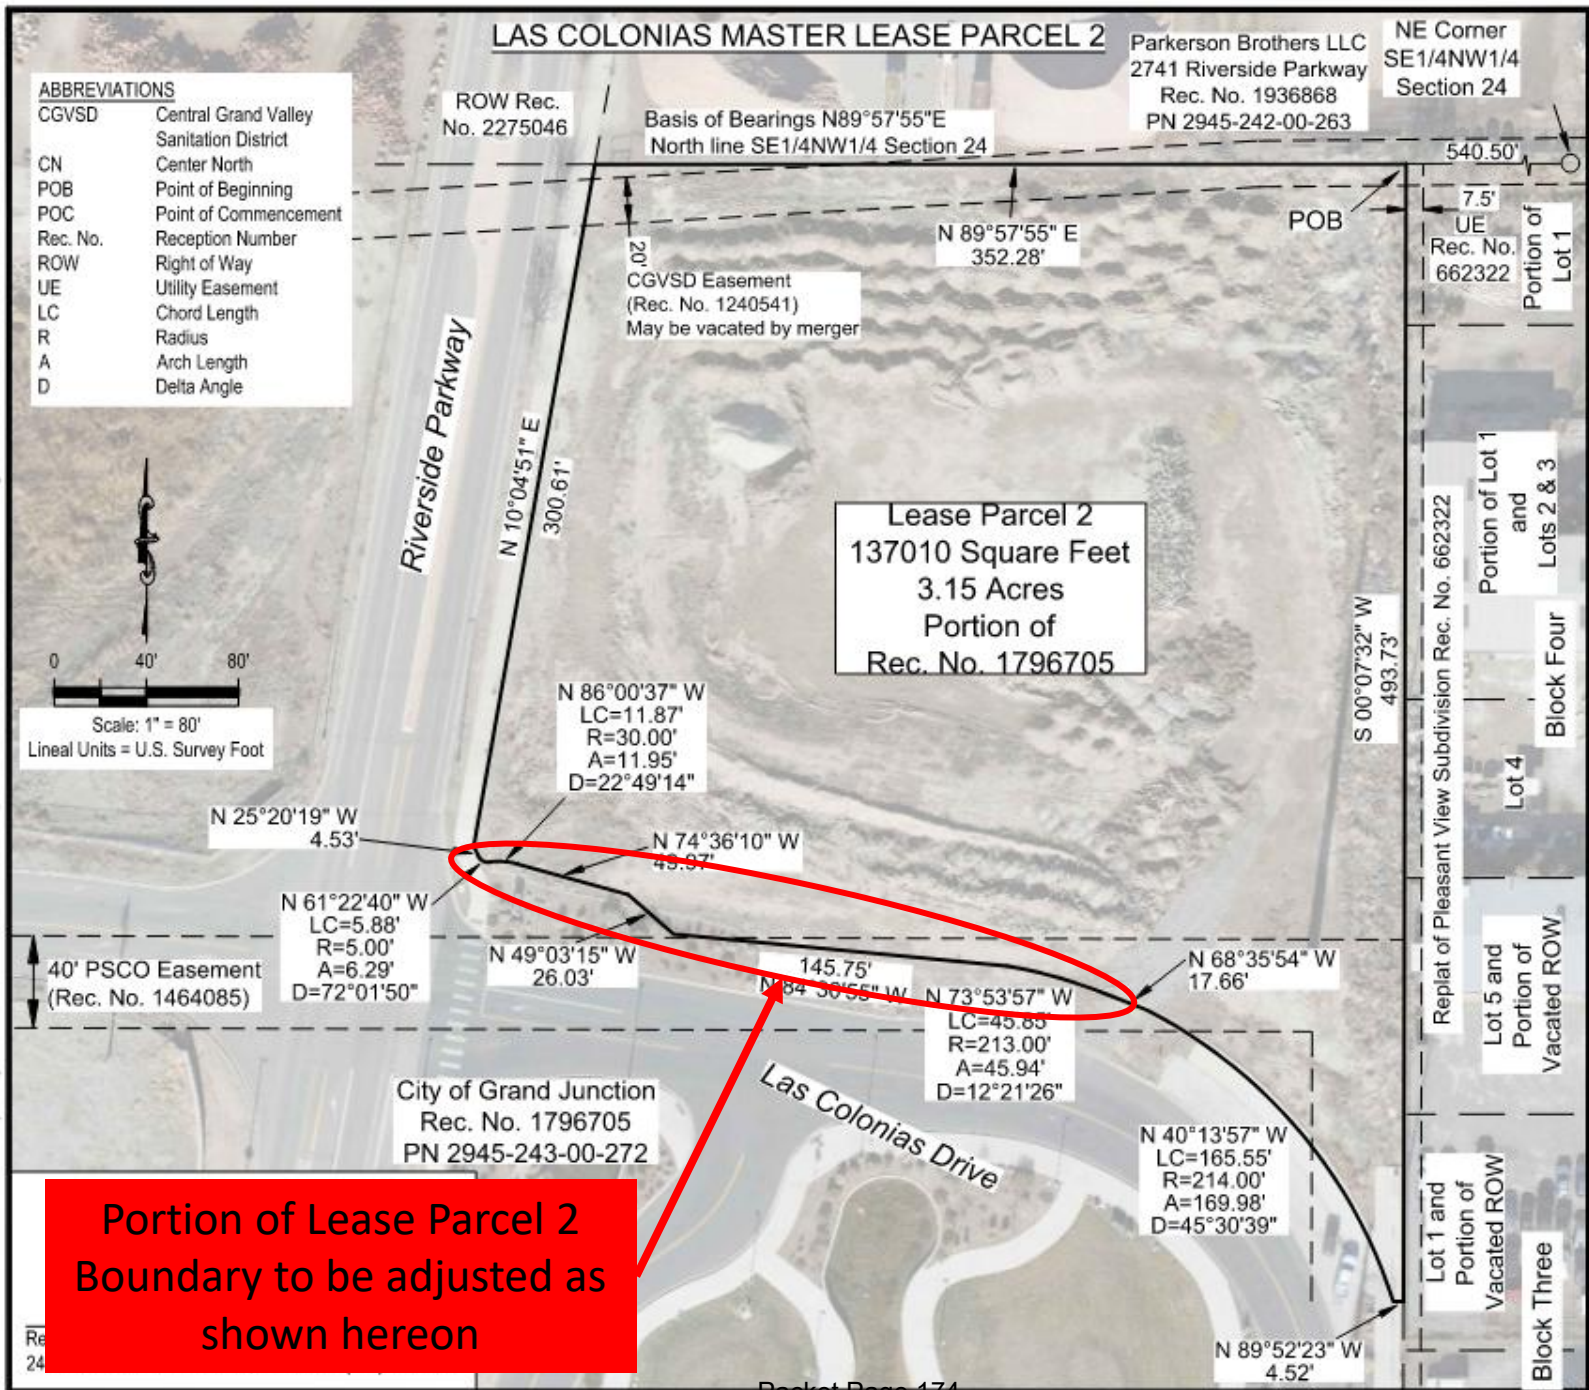 LAS COLONIAS MASTER LEASE PARCEL 2
Parkerson Brothers LLC
2741 Riverside Parkway
Rec. No. 1936868
PN 2945-242-00-263
NE Corner
SE1/4NW1/4
Section 24
ABBREVIATIONS
CGVSD Central Grand Valley
Sanitation District
CN Center North
POB Point of Beginning
POC Point of Commencement
Rec. No. Reception Number
ROW Right of Way
UE Utility Easement
LC Chord Length
R Radius
A Arch Length
D Delta Angle
ROW Rec.
No. 2275046
Basis of Bearings N89°57'55"E
North line SE1/4NW1/4 Section 24
540.50'
7.5'
UE
Rec. No.
662322
Portion of
Lot 1
POB
N 89°57'55" E
352.28'
20'
CGVSD Easement
(Rec. No. 1240541)
May be vacated by merger
Riverside Parkway
N 10°04'51" E
300.61'
Lease Parcel 2
137010 Square Feet
3.15 Acres
Portion of
Rec. No. 1796705
S 00°07'32" W
493.73'
Replat of Pleasant View Subdivision Rec. No. 662322
Portion of Lot 1
and
Lots 2 & 3
Block Four
Lot 4
0 40' 80'
Scale: 1" = 80'
Lineal Units = U.S. Survey Foot
N 86°00'37" W
LC=11.87'
R=30.00'
A=11.95'
D=22°49'14"
N 25°20'19" W
4.53'
N 74°36'10" W
N 61°22'40" W
LC=5.88'
R=5.00'
A=6.29'
D=72°01'50"
N 49°03'15" W
26.03'
145.75'
N 73°53'57" W
LC=45.85'
R=213.00'
A=45.94'
D=12°21'26"
N 68°35'54" W
17.66'
40' PSCO Easement
(Rec. No. 1464085)
Lot 5 and
Portion of
Vacated ROW
City of Grand Junction
Rec. No. 1796705
PN 2945-243-00-272
Las Colonias Drive
N 40°13'57" W
LC=165.55'
R=214.00'
A=169.98'
D=45°30'39"
Lot 1 and
Portion of
Vacated ROW
Block Three
Portion of Lease Parcel 2
Boundary to be adjusted as
shown hereon
Re
24
N 89°52'23" W
4.52'
Packet Page 174